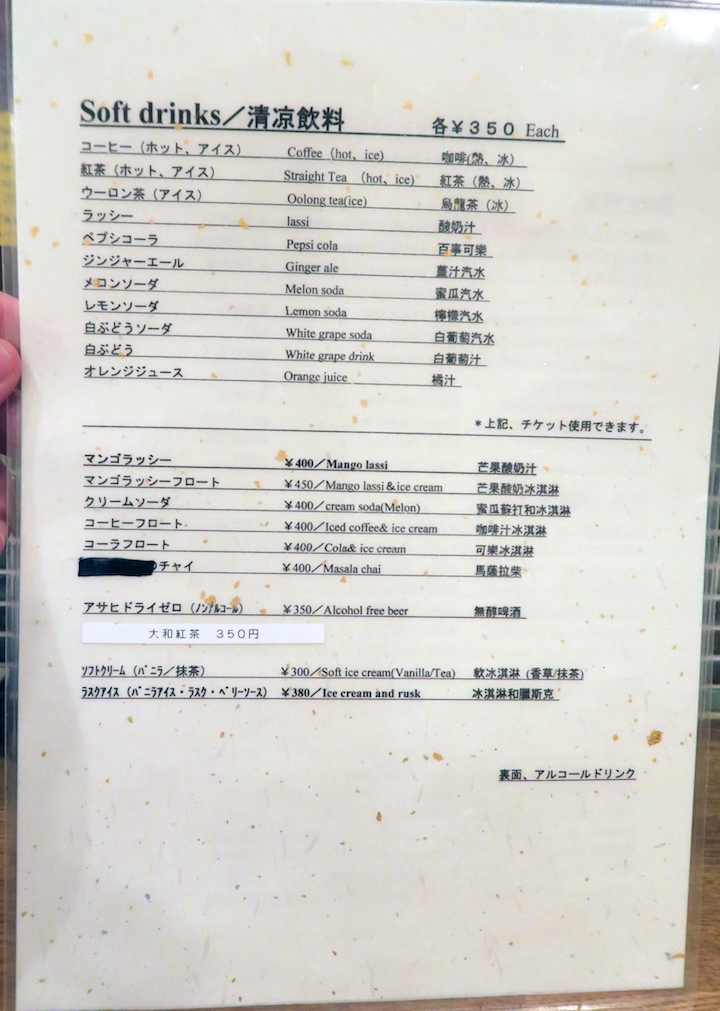 Soft drinks／清凉飲料 各￥３５０ Each
コーヒー（ホット、アイス） Coffee（hot、ice) 咖啡(熱、冰）
紅茶（ホット、アイス） Straight Tea （hot、ice） 紅茶（熱、冰）
ウーロン茶（アイス） Oolong tea(ice) 烏龍茶（冰）
ラッシー lassi 酸奶汁
ペプシコーラ Pepsi cola 百事可樂
ジンジャーエール Ginger ale 薑汁汽水
メロンソーダ Melon soda 蜜瓜汽水
レモンソーダ Lemon soda 檸檬汽水
白ぶどうソーダ White grape soda 白葡萄汽水
白ぶどう White grape drink 白葡萄汁
オレンジジュース Orange juice 橘汁
＊上記、チケット使用できます。
マンゴラッシー ￥400／Mango lassi 芒果酸奶汁
マンゴラッシーフロート ￥450／Mango lassi＆ice cream 芒果酸奶冰淇淋
クリームソーダ ￥400／cream soda(Melon) 蜜瓜蘇打和冰淇淋
コーヒーフロート ￥400／Iced coffee& ice cream 咖啡汁冰淇淋
コーラフロート ￥400／Cola& ice cream 可樂冰淇淋
のチャイ ￥400／Masala chai 馬薩拉柴
アサヒドライゼロ（ﾉﾝｱﾙｺｰﾙ） ￥350／Alcohol free beer 無醇啤酒
大和紅茶 ３５０円
ｿﾌﾄｸﾘｰﾑ（ﾊﾞﾆﾗ／抹茶） ￥300／Soft ice cream(Vanilla/Tea) 軟冰淇淋（香草/抹茶）
ﾗｽｸｱｲｽ（ﾊﾞﾆﾗｱｲｽ・ﾗｽｸ・ﾍﾞﾘｰｿｰｽ） ￥380／Ice cream and rusk 冰淇淋和臘斯克
裏面、アルコールドリンク